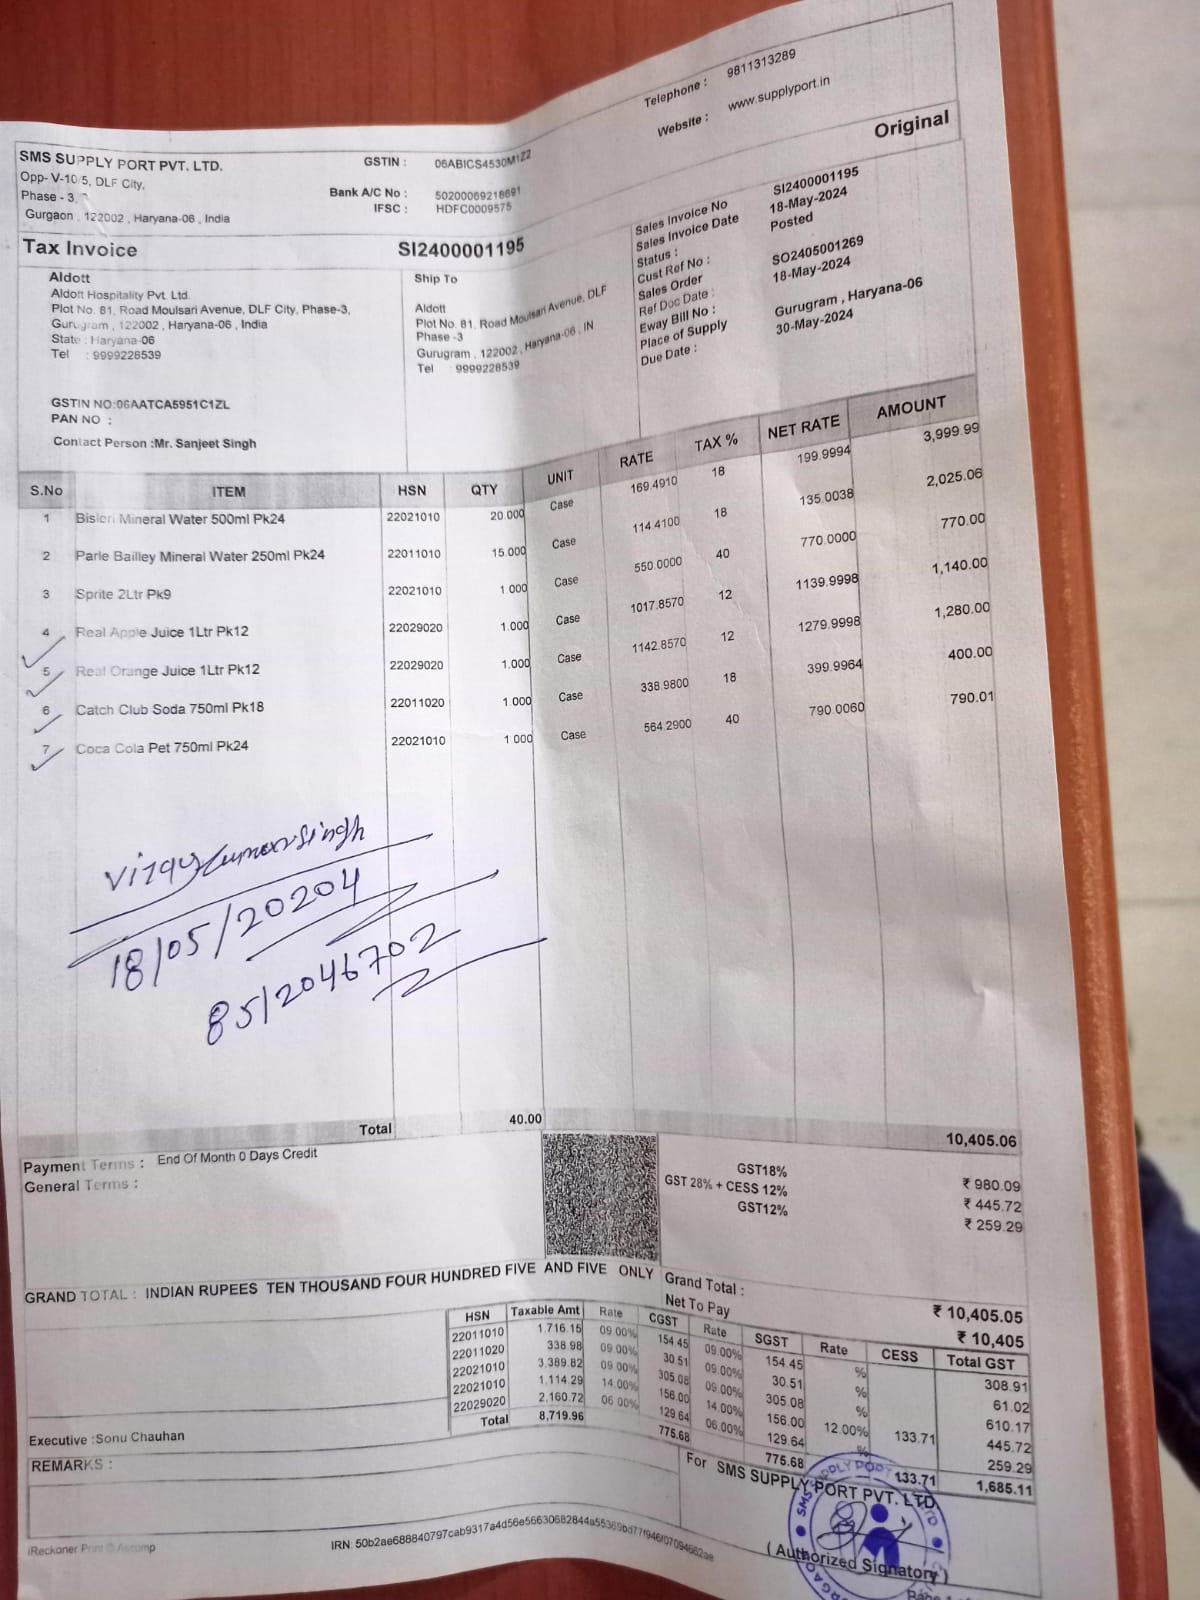 Telephone : 9811313289
Website : www.supplyport.in
Original
SMS SUPPLY PORT PVT. LTD.
Opp- V-10/5, DLF City,
Phase - 3,
Gurgaon , 122002 , Haryana-06 , India
GSTIN : 06ABICS4530M1Z2
Bank A/C No : 50200069218691
IFSC : HDFC0009575
Tax Invoice SI2400001195
Sales Invoice No SI2400001195
Sales Invoice Date 18-May-2024
Status : Posted
Cust Ref No :
Sales Order SO2405001269
Ref Doc Date : 18-May-2024
Eway Bill No :
Place of Supply Gurugram , Haryana-06
Due Date : 30-May-2024
Aldott
Aldott Hospitality Pvt. Ltd.
Plot No. 81, Road Moulsari Avenue, DLF City, Phase-3,
Gurugram , 122002 , Haryana-06 , India
State : Haryana-06
Tel : 9999228539
GSTIN NO:06AATCA5951C1ZL
PAN NO :
Contact Person :Mr. Sanjeet Singh
Ship To
Aldott
Plot No. 81, Road Moulsari Avenue, DLF
Phase -3
Gurugram , 122002 , Haryana-06 , IN
Tel 9999228539
S.No ITEM HSN QTY UNIT RATE TAX % NET RATE AMOUNT
1 Bisleri Mineral Water 500ml Pk24 22021010 20.000 Case 169.4910 18 199.9994 3,999.99
2 Parle Bailley Mineral Water 250ml Pk24 22011010 15.000 Case 114.4100 18 135.0038 2,025.06
3 Sprite 2Ltr Pk9 22021010 1.000 Case 550.0000 40 770.0000 770.00
4 Real Apple Juice 1Ltr Pk12 22029020 1.000 Case 1017.8570 12 1139.9998 1,140.00
5 Real Orange Juice 1Ltr Pk12 22029020 1.000 Case 1142.8570 12 1279.9998 1,280.00
6 Catch Club Soda 750ml Pk18 22011020 1.000 Case 338.9800 18 399.9964 400.00
7 Coca Cola Pet 750ml Pk24 22021010 1.000 Case 564.2900 40 790.0060 790.01
18/05/20204
8512046702
Total 40.00 10,405.06
Payment Terms : End Of Month 0 Days Credit
General Terms :
GST18% ₹ 980.09
GST 28% + CESS 12% ₹ 445.72
GST12% ₹ 259.29
GRAND TOTAL : INDIAN RUPEES TEN THOUSAND FOUR HUNDRED FIVE AND FIVE ONLY
Grand Total : ₹ 10,405.05
Net To Pay ₹ 10,405
HSN Taxable Amt Rate CGST Rate SGST Rate CESS Total GST
22011010 1,716.15 09.00% 154.45 09.00% 154.45 % 308.91
22011020 338.98 09.00% 30.51 09.00% 30.51 % 61.02
22021010 3,389.82 09.00% 305.08 09.00% 305.08 % 610.17
22021010 1,114.29 14.00% 156.00 14.00% 156.00 12.00% 133.71 445.72
22029020 2,160.72 06.00% 129.64 06.00% 129.64 % 259.29
Total 8,719.96 775.68 775.68 133.71 1,685.11
Executive :Sonu Chauhan
REMARKS :
For SMS SUPPLY PORT PVT. LTD.
( Authorized Signatory )
iReckoner Print © Ascomp